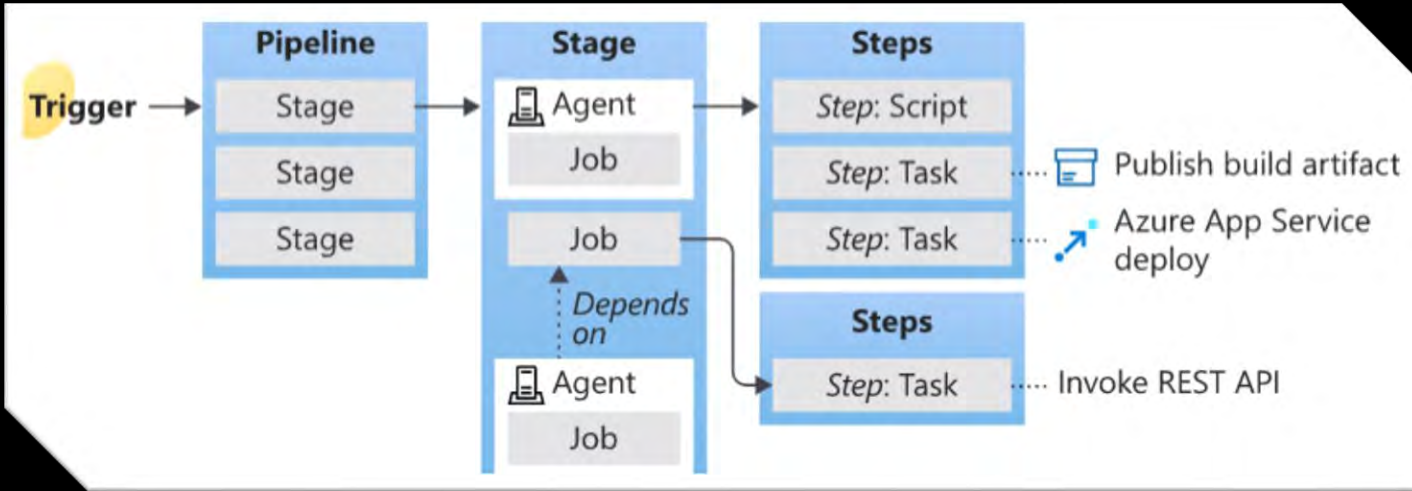 Trigger
Pipeline
Stage
Stage
Stage
Stage
Agent
Job
Job
Depends
on
Agent
Job
Steps
Step: Script
Step: Task
Step: Task
Publish build artifact
Azure App Service
deploy
Steps
Step: Task
Invoke REST API